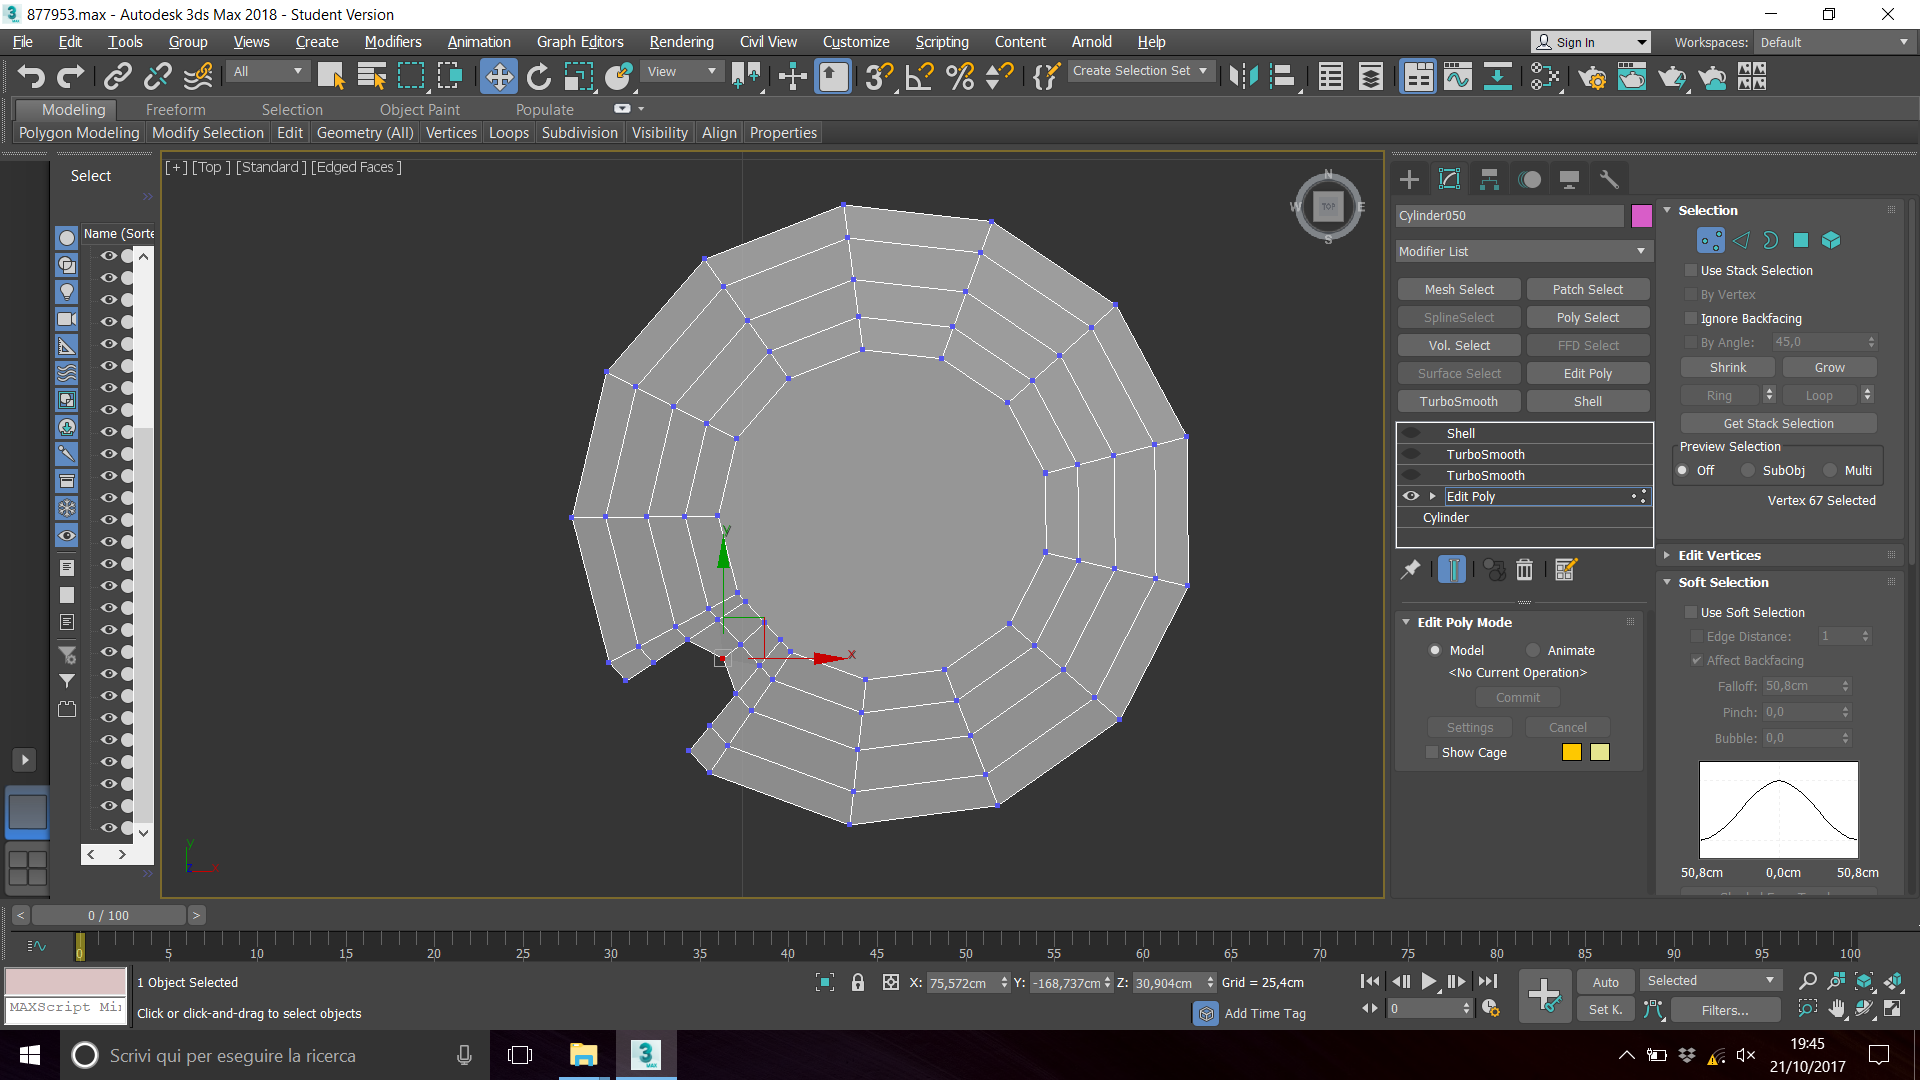 877953.max - Autodesk 3ds Max 2018 - Student Version
File Edit Tools Group Views Create Modifiers Animation Graph Editors Rendering Civil View Customize Scripting Content Arnold Help
Sign In
Workspaces: Default
All
View
Create Selection Set
Modeling Freeform Selection Object Paint Populate
Polygon Modeling Modify Selection Edit Geometry (All) Vertices Loops Subdivision Visibility Align Properties
Select
Name (Sorte
[+] [Top ] [Standard ] [Edged Faces ]
N
W TOP E
S
y
x
y
z x
Cylinder050
Modifier List
Mesh Select Patch Select
SplineSelect Poly Select
Vol. Select FFD Select
Surface Select Edit Poly
TurboSmooth Shell
Shell
TurboSmooth
TurboSmooth
Edit Poly
Cylinder
Edit Poly Mode
Model Animate
<No Current Operation>
Commit
Settings Cancel
Show Cage
Selection
Use Stack Selection
By Vertex
Ignore Backfacing
By Angle: 45,0
Shrink Grow
Ring Loop
Get Stack Selection
Preview Selection
Off SubObj Multi
Vertex 67 Selected
Edit Vertices
Soft Selection
Use Soft Selection
Edge Distance: 1
Affect Backfacing
Falloff: 50,8cm
Pinch: 0,0
Bubble: 0,0
50,8cm 0,0cm 50,8cm
< 0 / 100 >
0 5 10 15 20 25 30 35 40 45 50 55 60 65 70 75 80 85 90 95 100
1 Object Selected
X: 75,572cm Y: -168,737cm Z: 30,904cm Grid = 25,4cm
Auto Selected
MAXScript Mi
Click or click-and-drag to select objects
Add Time Tag
0
Set K. Filters...
Scrivi qui per eseguire la ricerca
3
MAX
19:45
21/10/2017